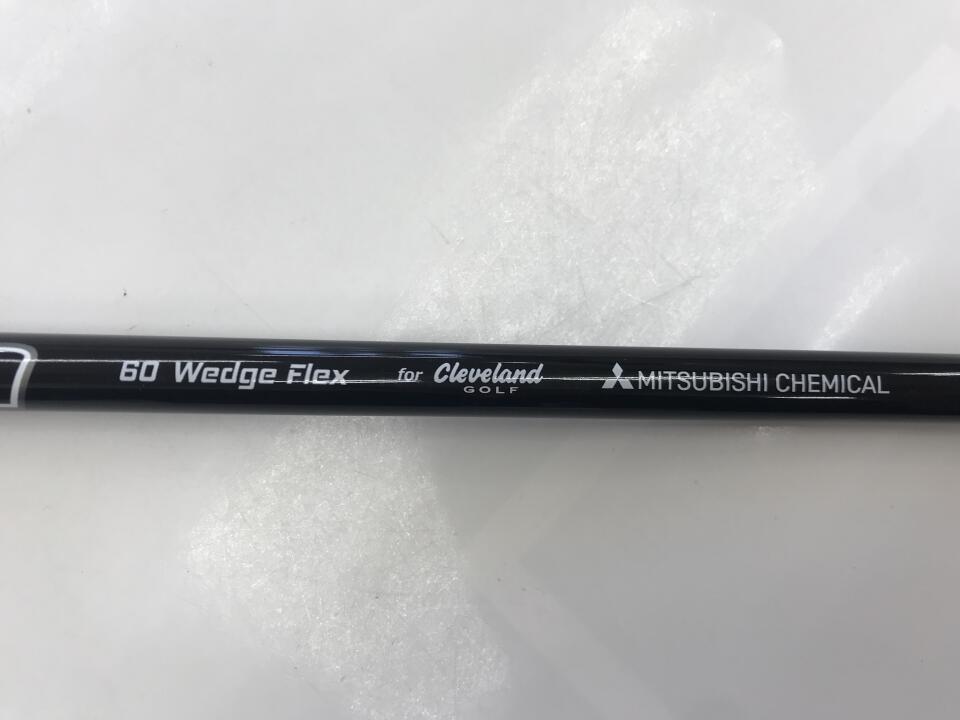 60 Wedge Flex for Cleveland GOLF MITSUBISHI CHEMICAL